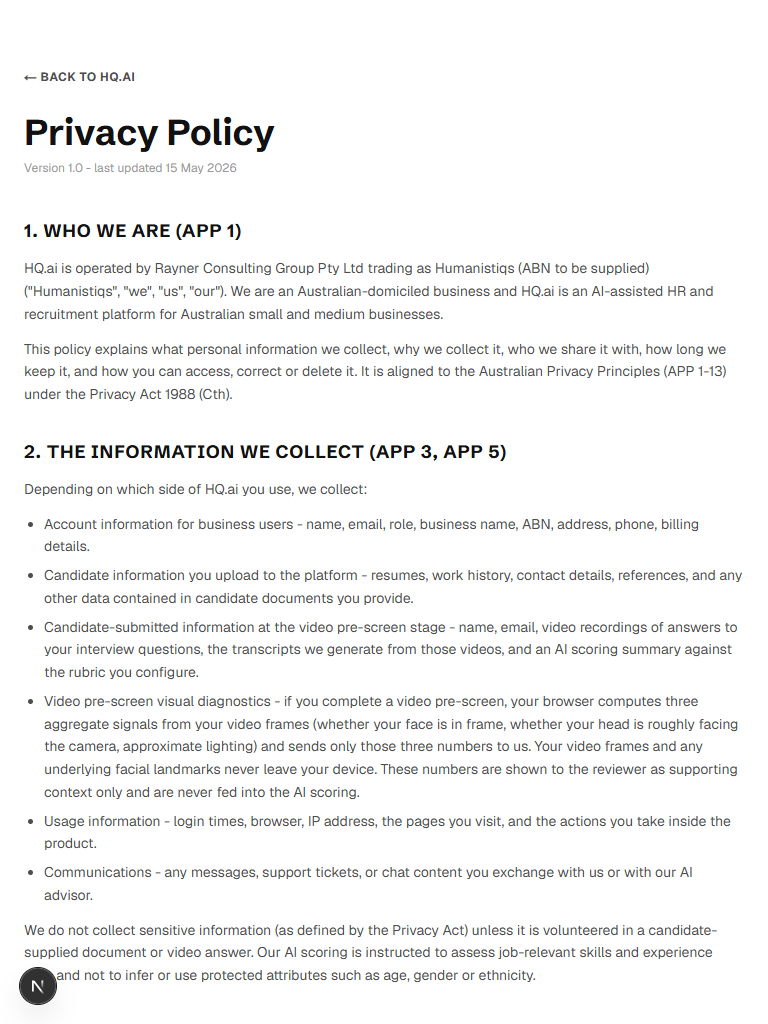 ← BACK TO HQ.AI
Privacy Policy
Version 1.0 - last updated 15 May 2026
1. WHO WE ARE (APP 1)
HQ.ai is operated by Rayner Consulting Group Pty Ltd trading as Humanistiqs (ABN to be supplied)
("Humanistiqs", "we", "us", "our"). We are an Australian-domiciled business and HQ.ai is an AI-assisted HR and
recruitment platform for Australian small and medium businesses.
This policy explains what personal information we collect, why we collect it, who we share it with, how long we
keep it, and how you can access, correct or delete it. It is aligned to the Australian Privacy Principles (APP 1-13)
under the Privacy Act 1988 (Cth).
2. THE INFORMATION WE COLLECT (APP 3, APP 5)
Depending on which side of HQ.ai you use, we collect:
• Account information for business users - name, email, role, business name, ABN, address, phone, billing
details.
• Candidate information you upload to the platform - resumes, work history, contact details, references, and any
other data contained in candidate documents you provide.
• Candidate-submitted information at the video pre-screen stage - name, email, video recordings of answers to
your interview questions, the transcripts we generate from those videos, and an AI scoring summary against
the rubric you configure.
• Video pre-screen visual diagnostics - if you complete a video pre-screen, your browser computes three
aggregate signals from your video frames (whether your face is in frame, whether your head is roughly facing
the camera, approximate lighting) and sends only those three numbers to us. Your video frames and any
underlying facial landmarks never leave your device. These numbers are shown to the reviewer as supporting
context only and are never fed into the AI scoring.
• Usage information - login times, browser, IP address, the pages you visit, and the actions you take inside the
product.
• Communications - any messages, support tickets, or chat content you exchange with us or with our AI
advisor.
We do not collect sensitive information (as defined by the Privacy Act) unless it is volunteered in a candidate-
supplied document or video answer. Our AI scoring is instructed to assess job-relevant skills and experience
and not to infer or use protected attributes such as age, gender or ethnicity.
N